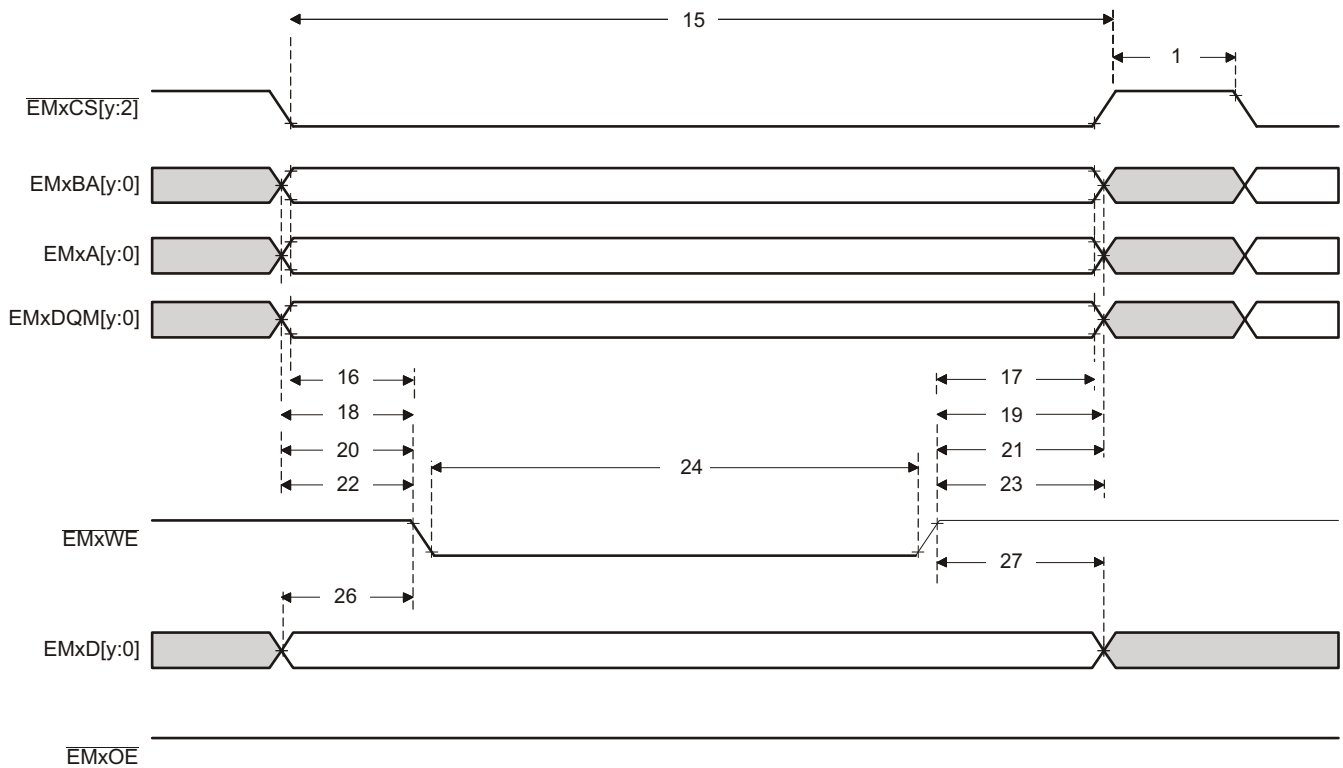 15
1
EMxCS[y:2]
EMxBA[y:0]
EMxA[y:0]
EMxDQM[y:0]
16
17
18
19
20
21
24
22
23
EMxWE
27
26
EMxD[y:0]
EMxOE